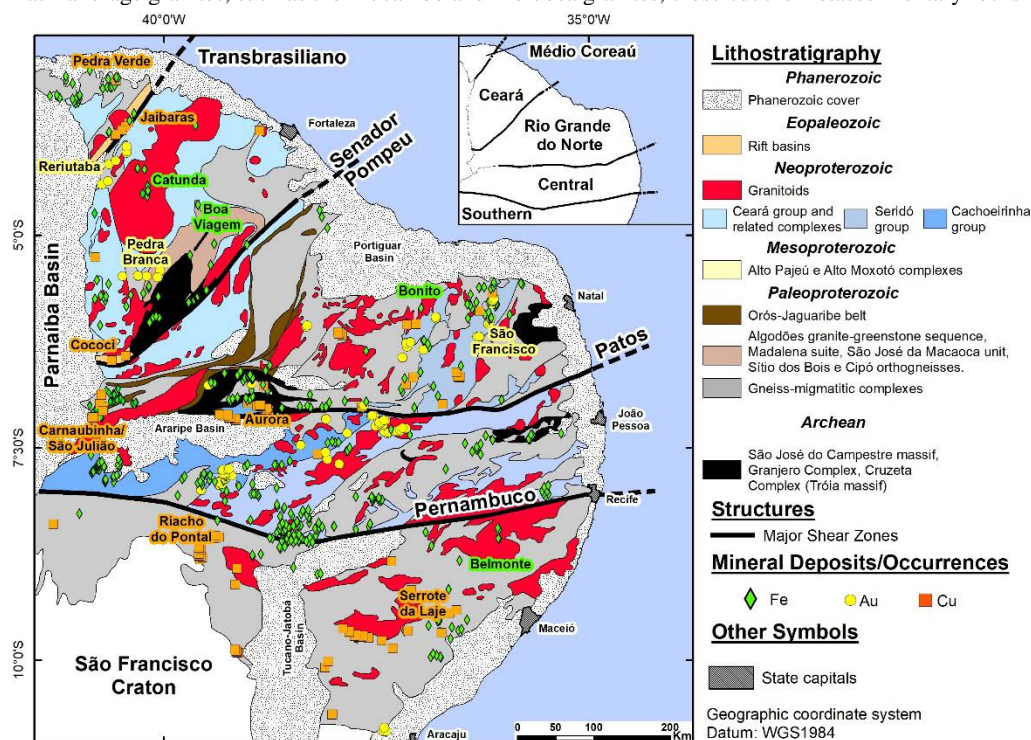 40°00'W
35°00'W
Pedra Verde
Transbrasiliano
Jaibaras
Fortaleza
Reriutaba
Senador
Pompeu
Catunda
Boa
Viagem
5°00'S
Pedra
Branca
Portiguar
Basin
Parnaíba Basin
Bonito
Natal
São
Francisco
Cococi
Patos
Aurora
João
Pessoa
Carnaubinha/
São Julião
Araripe Basin
7°30'S
Pernambuco
Recife
Riacho
do Pontal
Belmonte
Serrote
da Laje
Tucano-Jatobá
Basin
Maceió
10°00'S
São Francisco
Craton
Aracaju
0 50 100 200
Km
Médio Coreaú
Ceará
Rio Grande
do Norte
Central
Southern
Lithostratigraphy
Phanerozoic
Phanerozoic cover
Eopaleozoic
Rift basins
Neoproterozoic
Granitoids
Ceará group and
related complexes
Seridó
group
Cachoeirinha
group
Mesoproterozoic
Alto Pajeú e Alto Moxotó complexes
Paleoproterozoic
Orós-Jaguaribe belt
Algodões granite-greenstone sequence,
Madalena suite, São José da Macaoca unit,
Sítio dos Bois e Cipó orthogneisses.
Gneiss-migmatitic complexes
Archean
São José do Campestre massif,
Granjero Complex, Cruzeta
Complex (Tróia massif)
Structures
Major Shear Zones
Mineral Deposits/Occurrences
Fe Au Cu
Other Symbols
State capitals
Geographic coordinate system
Datum: WGS1984